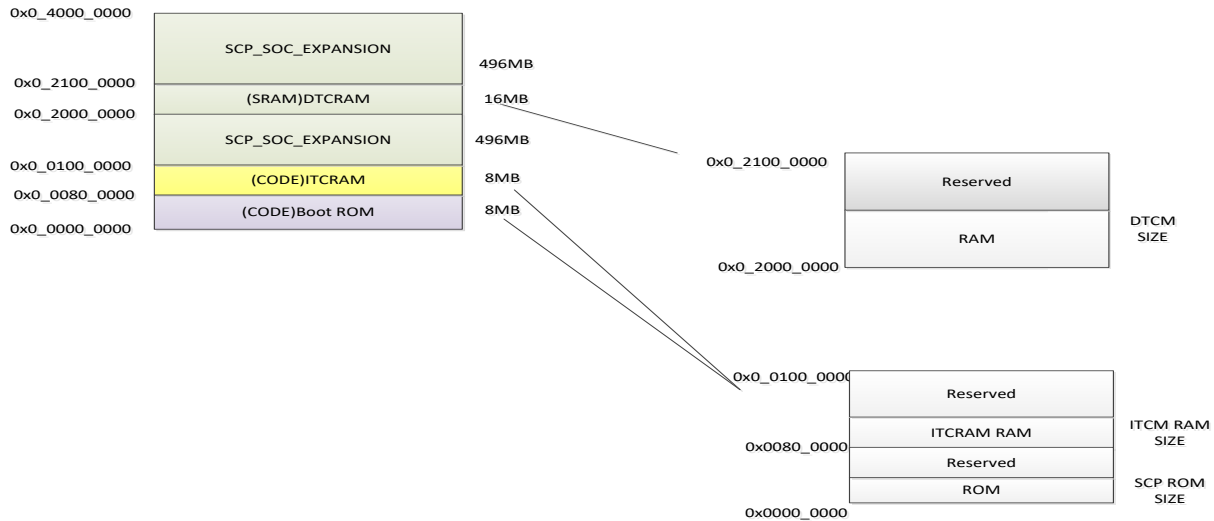 0x0_4000_0000
SCP_SOC_EXPANSION
496MB
0x0_2100_0000
(SRAM)DTCRAM
16MB
0x0_2000_0000
SCP_SOC_EXPANSION
496MB
0x0_0100_0000
(CODE)ITCRAM
8MB
0x0_0080_0000
(CODE)Boot ROM
8MB
0x0_0000_0000
0x0_2100_0000
Reserved
RAM
DTCM
SIZE
0x0_2000_0000
0x0_0100_0000
Reserved
ITCRAM RAM
ITCM RAM
SIZE
0x0080_0000
Reserved
ROM
SCP ROM
SIZE
0x0000_0000